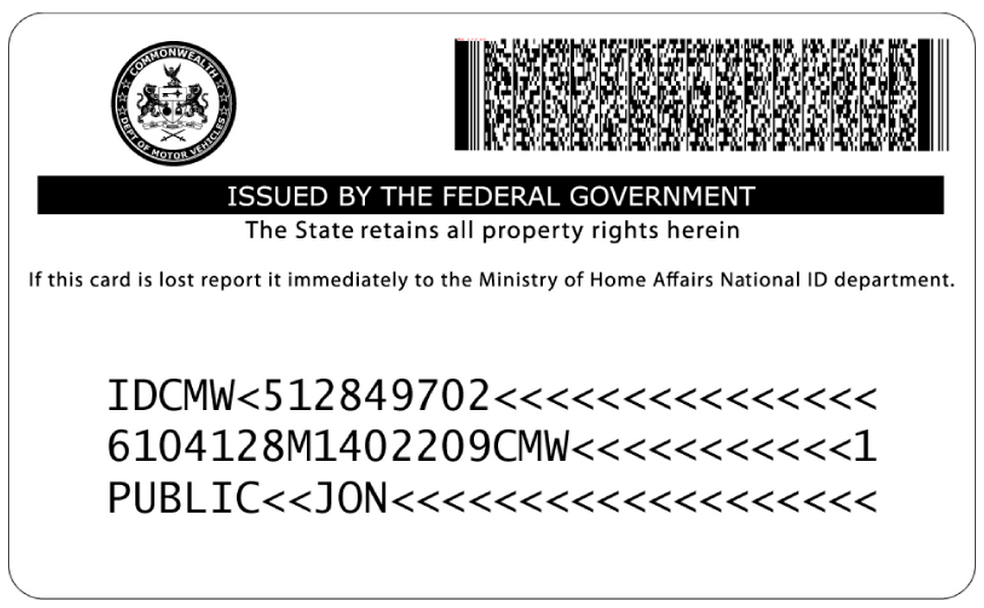 COMMONWEALTH
DEPT OF MOTOR VEHICLES
ISSUED BY THE FEDERAL GOVERNMENT
The State retains all property rights herein
If this card is lost report it immediately to the Ministry of Home Affairs National ID department.
IDCMW<512849702<<<<<<<<<<<<<<<
6104128M1402209CMW<<<<<<<<<<<1
PUBLIC<<JON<<<<<<<<<<<<<<<<<<<